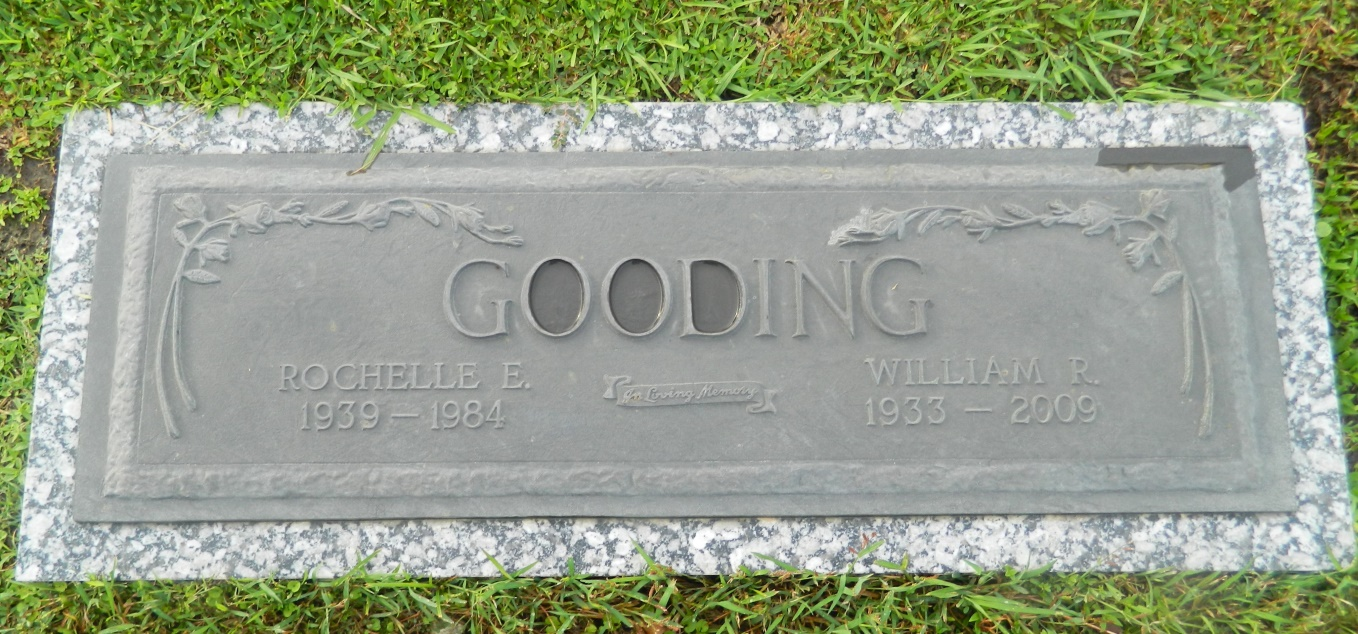 GOODING
ROCHELLE E.
1939 – 1984
In Loving Memory
WILLIAM R.
1933 – 2009